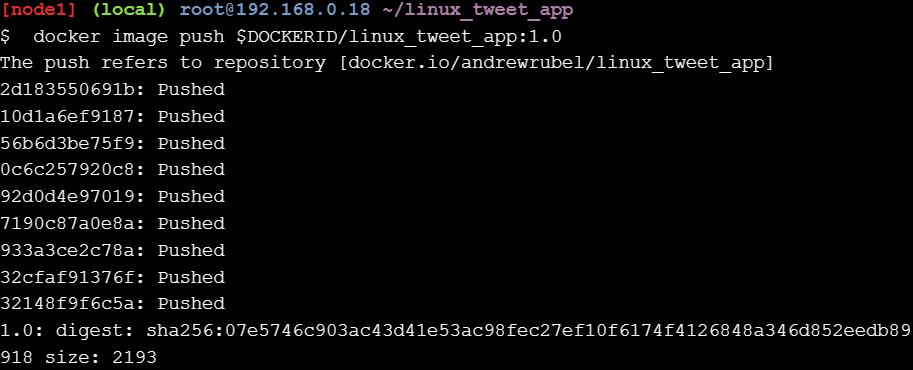 [node1] (local) root@192.168.0.18 ~/linux_tweet_app
$  docker image push $DOCKERID/linux_tweet_app:1.0
The push refers to repository [docker.io/andrewrubel/linux_tweet_app]
2d183550691b: Pushed
10d1a6ef9187: Pushed
56b6d3be75f9: Pushed
0c6c257920c8: Pushed
92d0d4e97019: Pushed
7190c87a0e8a: Pushed
933a3ce2c78a: Pushed
32cfaf91376f: Pushed
32148f9f6c5a: Pushed
1.0: digest: sha256:07e5746c903ac43d41e53ac98fec27ef10f6174f4126848a346d852eedb89
918 size: 2193